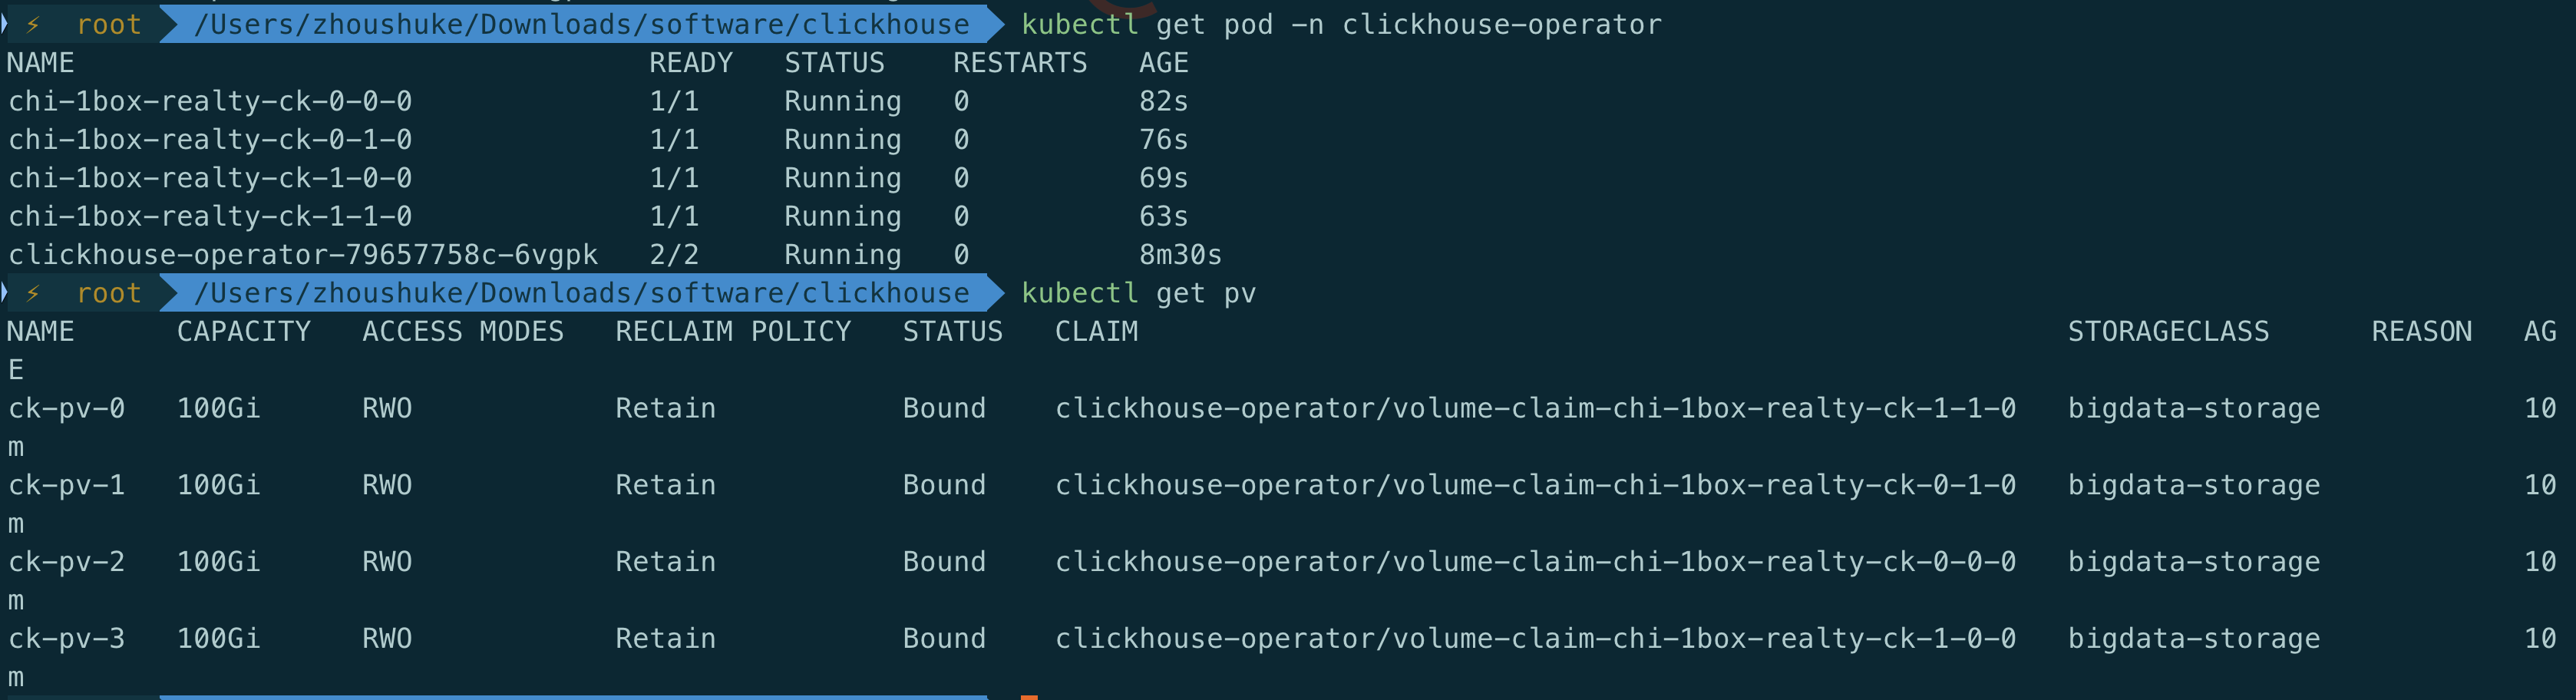 ⚡ root /Users/zhoushuke/Downloads/software/clickhouse kubectl get pod -n clickhouse-operator
NAME READY STATUS RESTARTS AGE
chi-1box-realty-ck-0-0-0 1/1 Running 0 82s
chi-1box-realty-ck-0-1-0 1/1 Running 0 76s
chi-1box-realty-ck-1-0-0 1/1 Running 0 69s
chi-1box-realty-ck-1-1-0 1/1 Running 0 63s
clickhouse-operator-79657758c-6vgpk 2/2 Running 0 8m30s
⚡ root /Users/zhoushuke/Downloads/software/clickhouse kubectl get pv
NAME CAPACITY ACCESS MODES RECLAIM POLICY STATUS CLAIM STORAGECLASS REASON AG
E
ck-pv-0 100Gi RWO Retain Bound clickhouse-operator/volume-claim-chi-1box-realty-ck-1-1-0 bigdata-storage 10
m
ck-pv-1 100Gi RWO Retain Bound clickhouse-operator/volume-claim-chi-1box-realty-ck-0-1-0 bigdata-storage 10
m
ck-pv-2 100Gi RWO Retain Bound clickhouse-operator/volume-claim-chi-1box-realty-ck-0-0-0 bigdata-storage 10
m
ck-pv-3 100Gi RWO Retain Bound clickhouse-operator/volume-claim-chi-1box-realty-ck-1-0-0 bigdata-storage 10
m